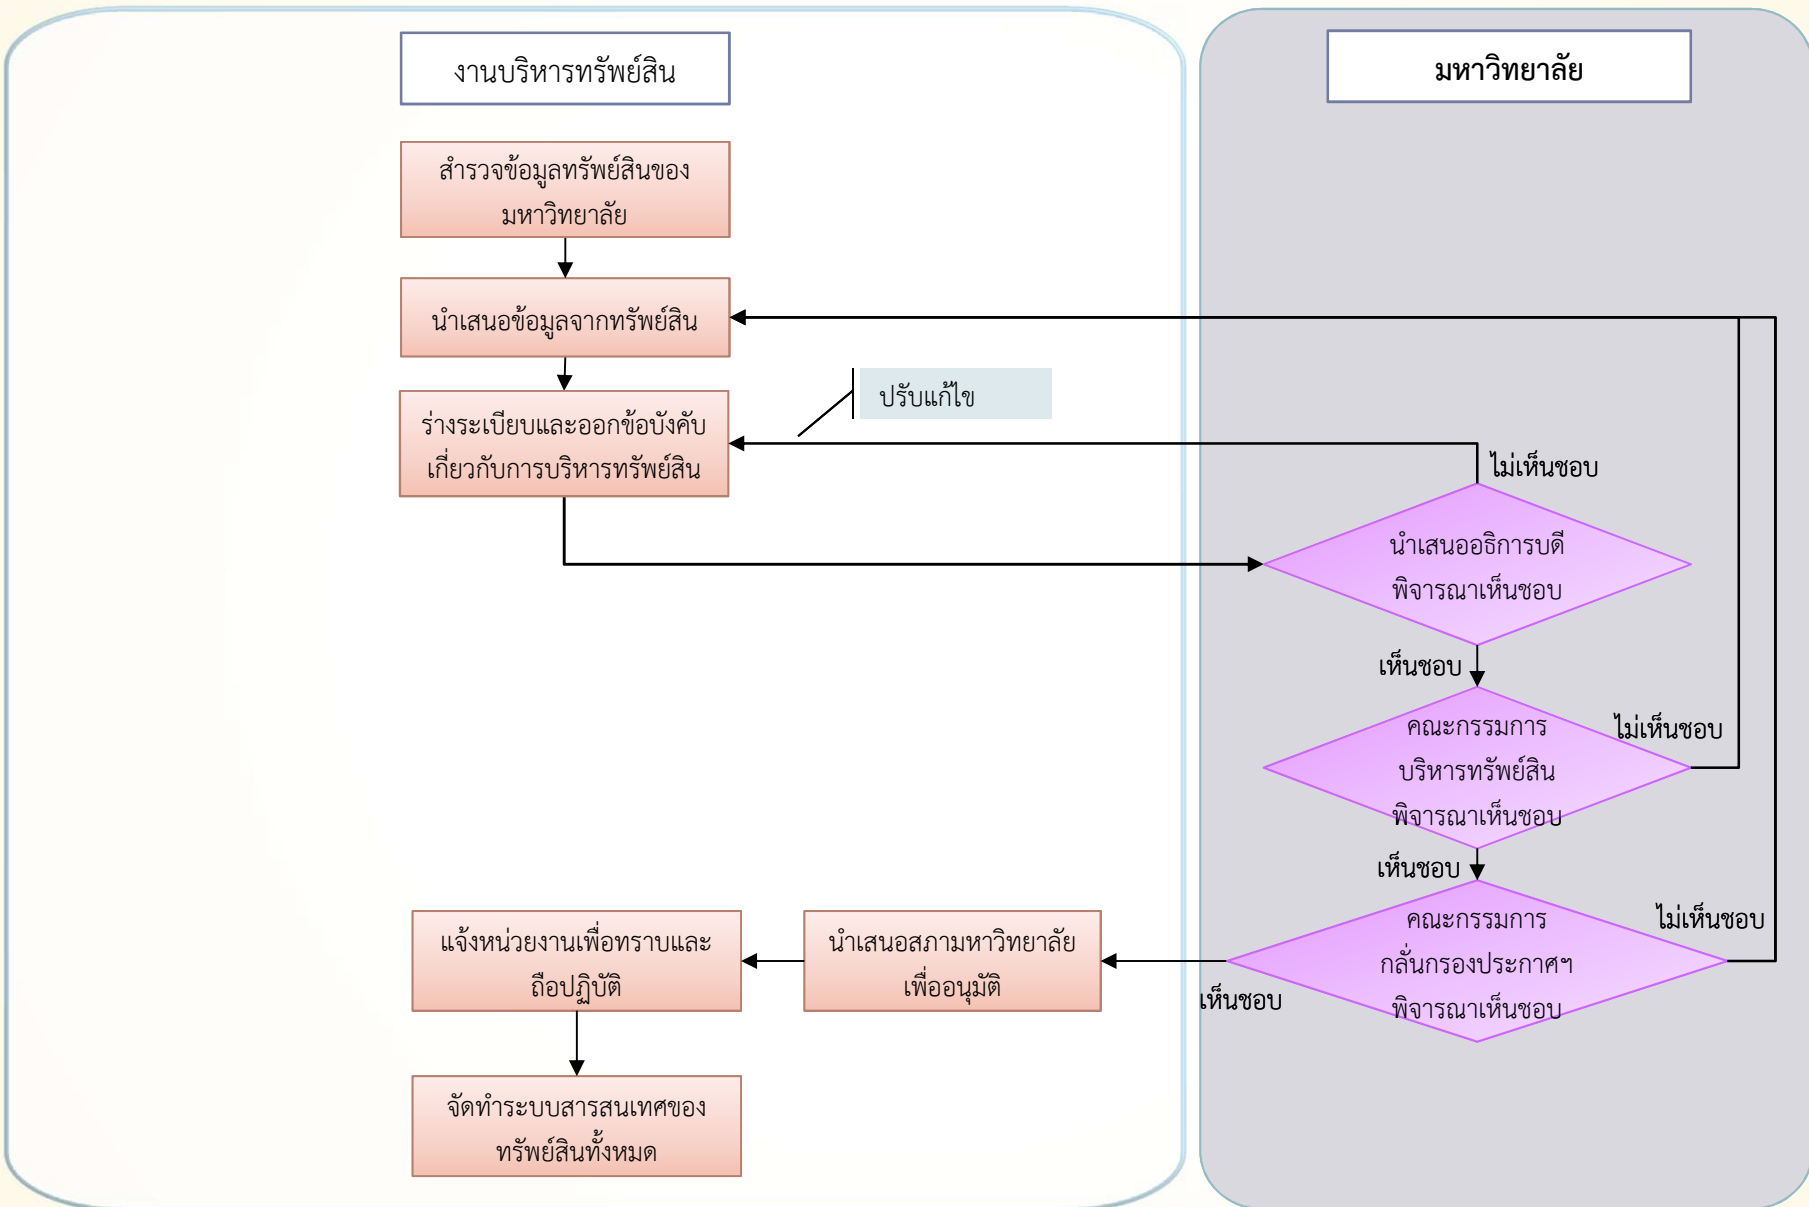 งานบริหารทรัพย์สิน
มหาวิทยาลัย
สำรวจข้อมูลทรัพย์สินของ
มหาวิทยาลัย
นำเสนอข้อมูลจากทรัพย์สิน
ปรับแก้ไข
ร่างระเบียบและออกข้อบังคับ
เกี่ยวกับการบริหารทรัพย์สิน
ไม่เห็นชอบ
นำเสนออธิการบดี
พิจารณาเห็นชอบ
เห็นชอบ
คณะกรรมการ
บริหารทรัพย์สิน
พิจารณาเห็นชอบ
ไม่เห็นชอบ
เห็นชอบ
คณะกรรมการ
กลั่นกรองประกาศฯ
พิจารณาเห็นชอบ
ไม่เห็นชอบ
เห็นชอบ
นำเสนอสภามหาวิทยาลัย
เพื่ออนุมัติ
แจ้งหน่วยงานเพื่อทราบและ
ถือปฏิบัติ
จัดทำระบบสารสนเทศของ
ทรัพย์สินทั้งหมด